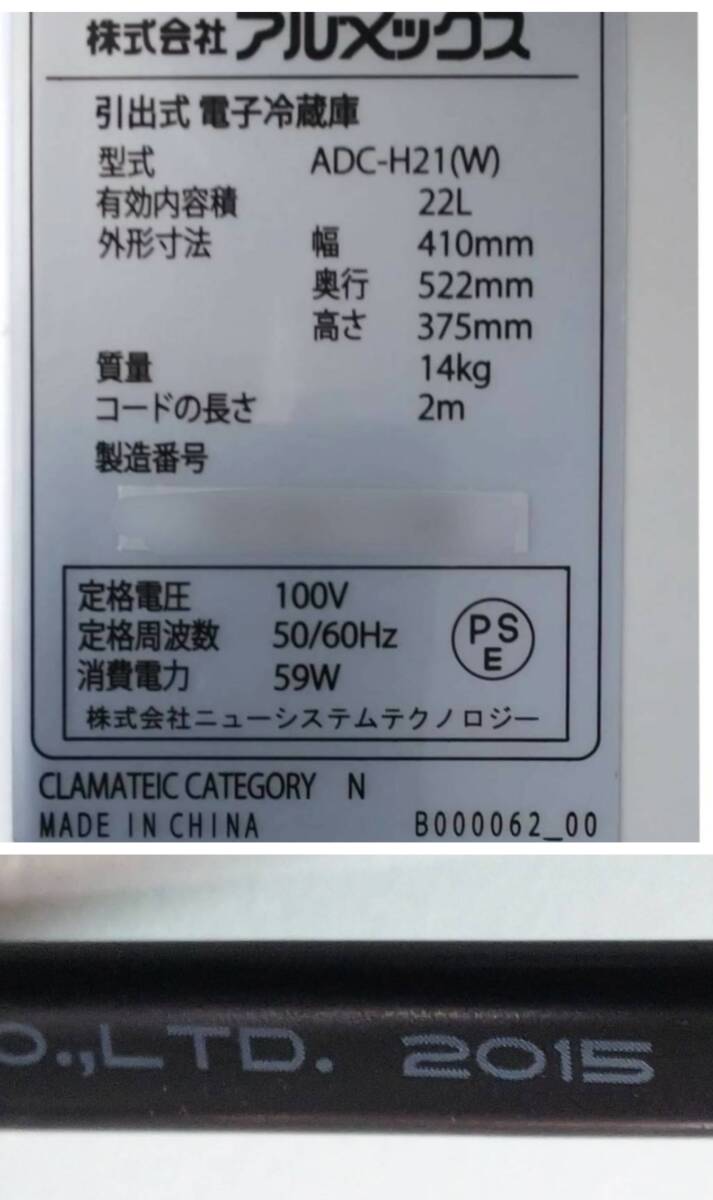 株式会社アルメックス
引出式 電子冷蔵庫
型式 ADC-H21(W)
有効内容積 22L
外形寸法 幅 410mm
奥行 522mm
高さ 375mm
質量 14kg
コードの長さ 2m
製造番号
定格電圧 100V
定格周波数 50/60Hz
消費電力 59W
PS
E
株式会社ニューシステムテクノロジー
CLAMATEIC CATEGORY N
MADE IN CHINA B000062_00
O.,LTD. 2015